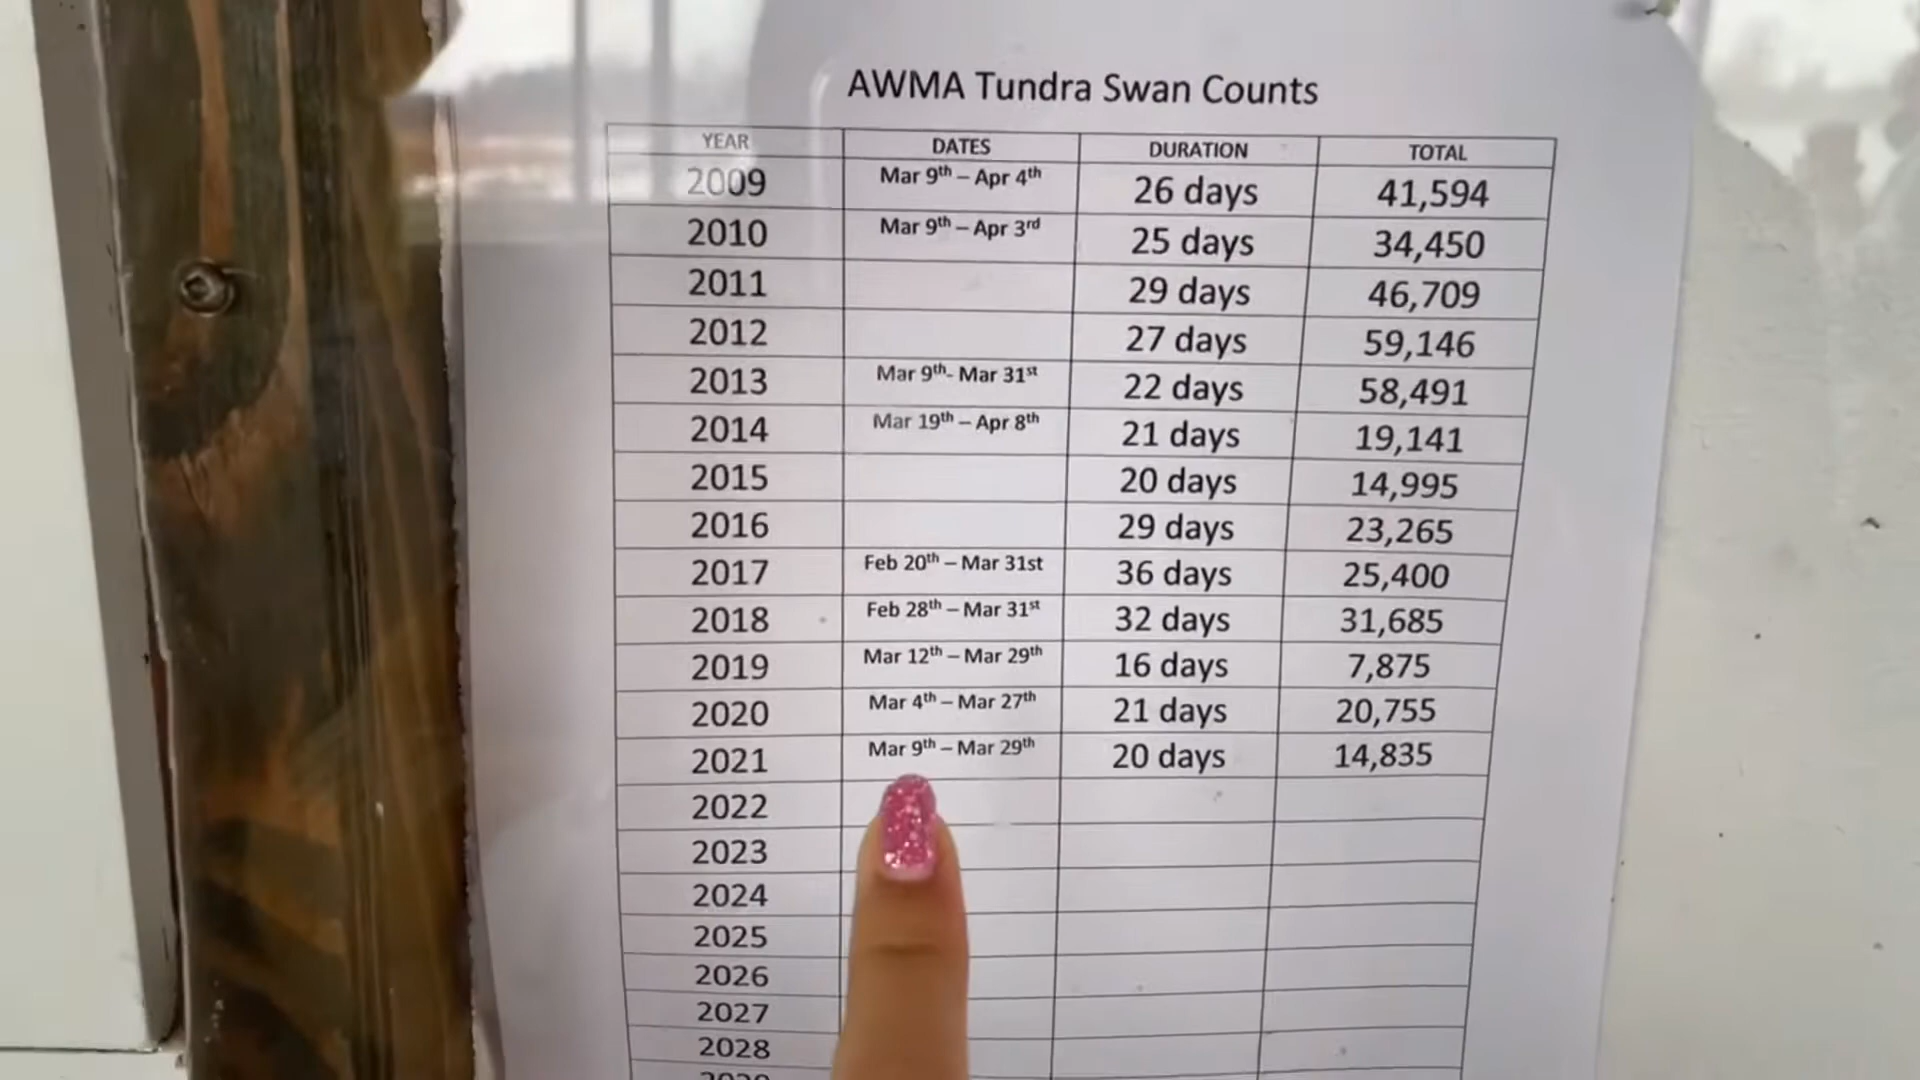 AWMA Tundra Swan Counts
YEAR DATES DURATION TOTAL
2009 Mar 9th – Apr 4th 26 days 41,594
2010 Mar 9th – Apr 3rd 25 days 34,450
2011 29 days 46,709
2012 27 days 59,146
2013 Mar 9th- Mar 31st 22 days 58,491
2014 Mar 19th – Apr 8th 21 days 19,141
2015 20 days 14,995
2016 29 days 23,265
2017 Feb 20th – Mar 31st 36 days 25,400
2018 Feb 28th – Mar 31st 32 days 31,685
2019 Mar 12th – Mar 29th 16 days 7,875
2020 Mar 4th – Mar 27th 21 days 20,755
2021 Mar 9th – Mar 29th 20 days 14,835
2022
2023
2024
2025
2026
2027
2028